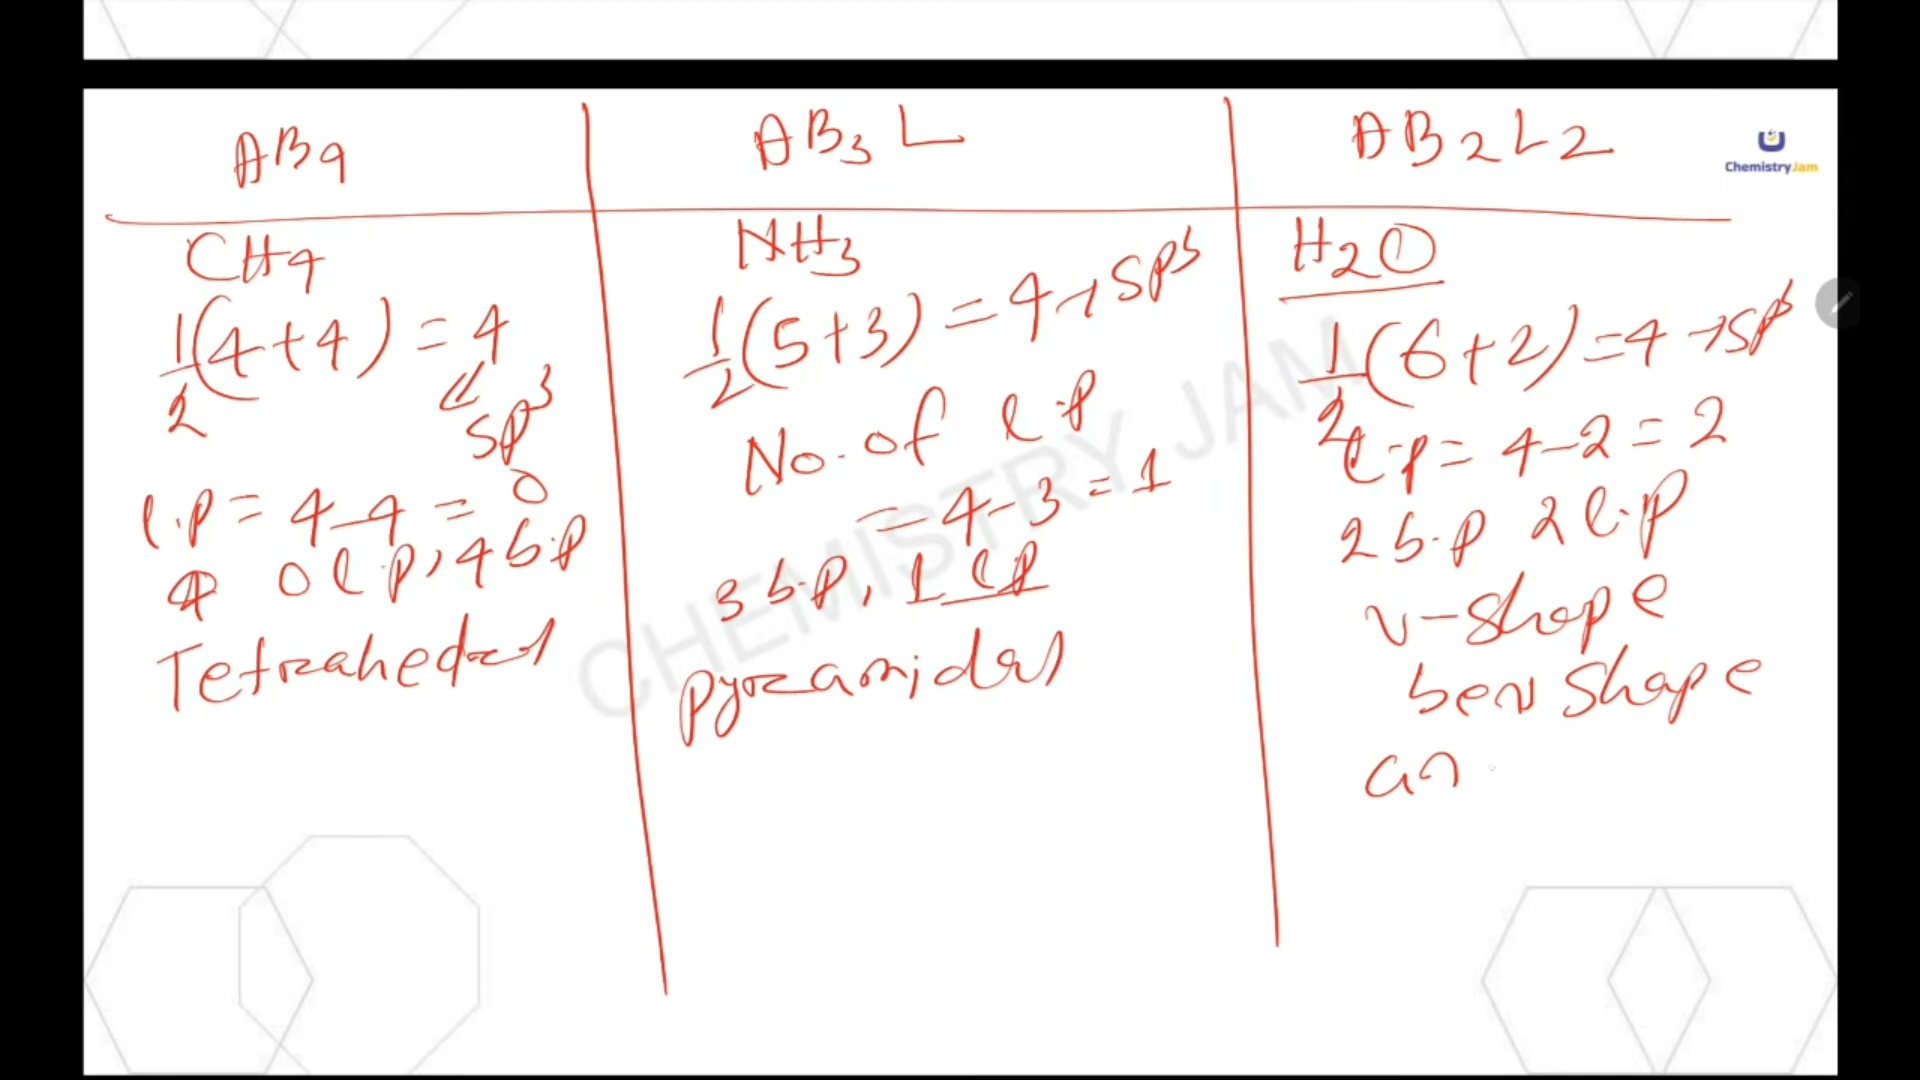 AB4
AB3 L
AB2L2
ChemistryJam
CH4
1/2(4+4) = 4
sp3
l.p = 4-4 = 0
0 l.p, 4 b.p
Tetrahedral
NH3
1/2(5+3) = 4 → sp3
No. of l.p
= 4-3 = 1
3 b.p, 1 l.p
pyramidal
H2O
1/2(6+2) = 4 → sp3
l.p = 4-2 = 2
2 b.p 2 l.p
v-shape
shape
an
CHEMISTRY JAM